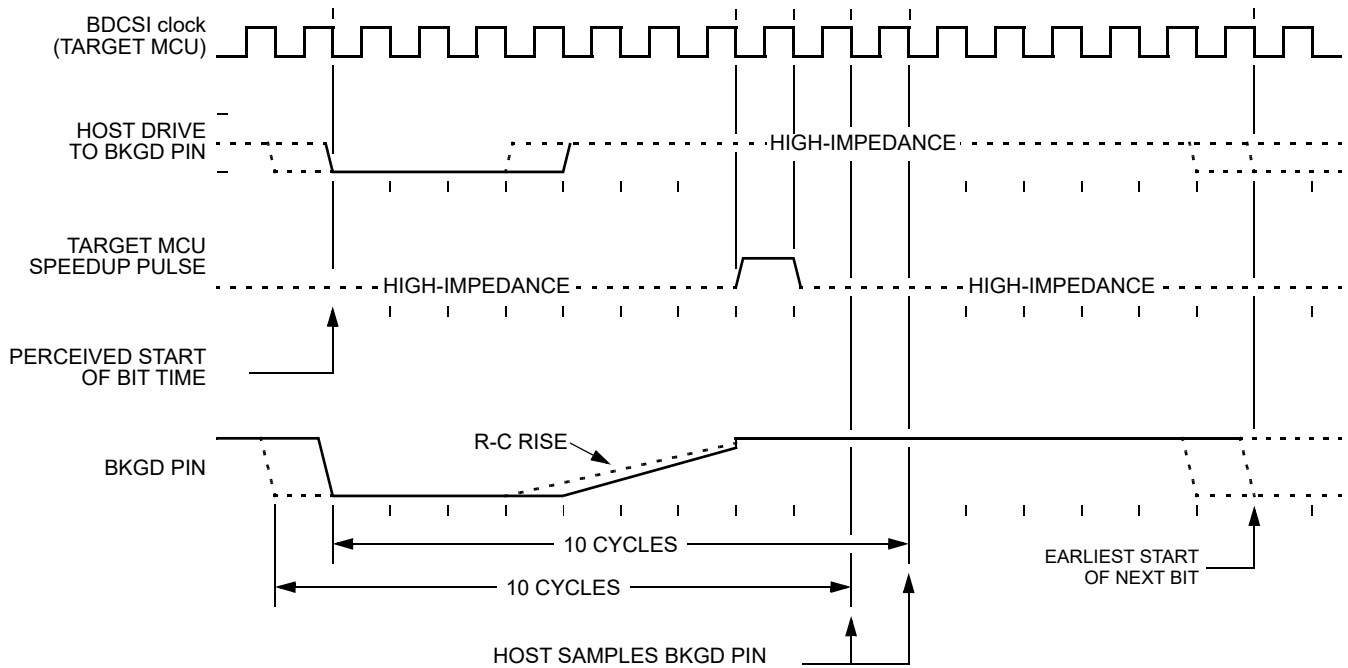 BDCSI clock
(TARGET MCU)
HOST DRIVE
TO BKGD PIN
HIGH-IMPEDANCE
TARGET MCU
SPEEDUP PULSE
HIGH-IMPEDANCE
HIGH-IMPEDANCE
PERCEIVED START
OF BIT TIME
R-C RISE
BKGD PIN
10 CYCLES
EARLIEST START
OF NEXT BIT
10 CYCLES
HOST SAMPLES BKGD PIN